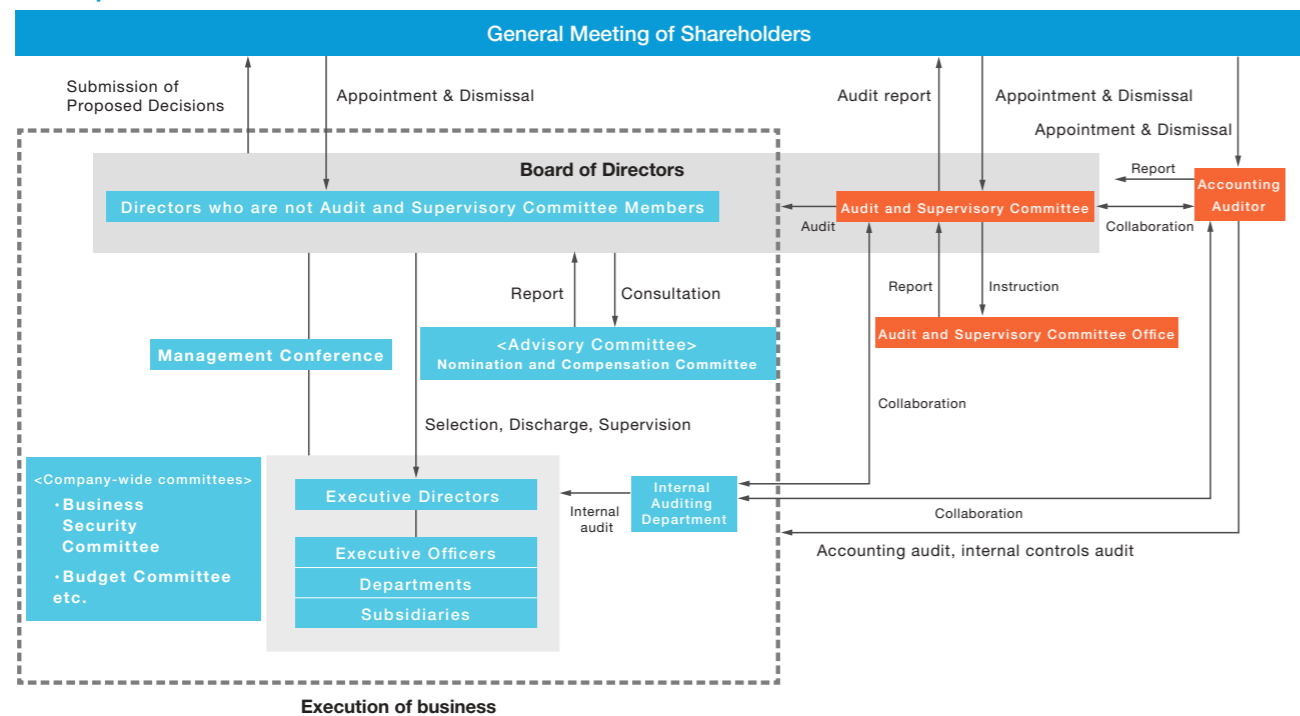 General Meeting of Shareholders
Submission of
Proposed Decisions
Appointment & Dismissal
Audit report
Appointment & Dismissal
Appointment & Dismissal
Board of Directors
Report
Accounting
Auditor
Directors who are not Audit and Supervisory Committee Members
Audit and Supervisory Committee
Audit
Collaboration
Report
Consultation
Report
Instruction
Audit and Supervisory Committee Office
Management Conference
<Advisory Committee>
Nomination and Compensation Committee
Collaboration
Selection, Discharge, Supervision
<Company-wide committees>
・Business
Security
Committee
・Budget Committee
etc.
Executive Directors
Internal
audit
Internal
Auditing
Department
Collaboration
Executive Officers
Departments
Subsidiaries
Accounting audit, internal controls audit
Execution of business